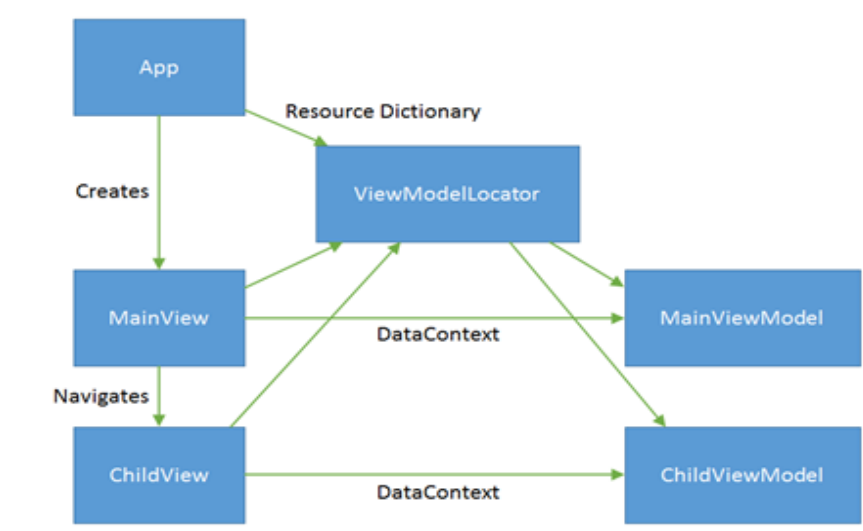 App
Resource Dictionary
Creates
ViewModelLocator
MainView
DataContext
MainViewModel
Navigates
ChildView
DataContext
ChildViewModel